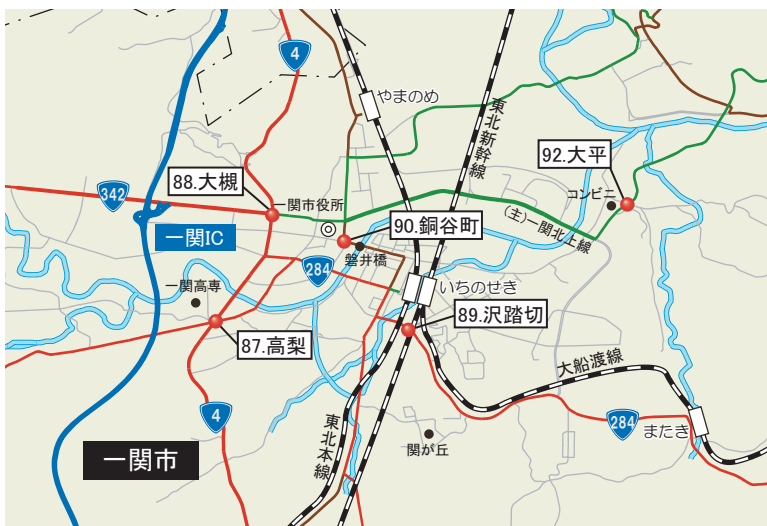 4
やまのめ
東北新幹線
92.大平
88.大槻
コンビニ
342
一関市役所
90.銅谷町
(主)一関北上線
一関IC
磐井橋
284
一関高専
いちのせき
89.沢踏切
87.高梨
大船渡線
4
東北本線
284
またき
関が丘
一関市